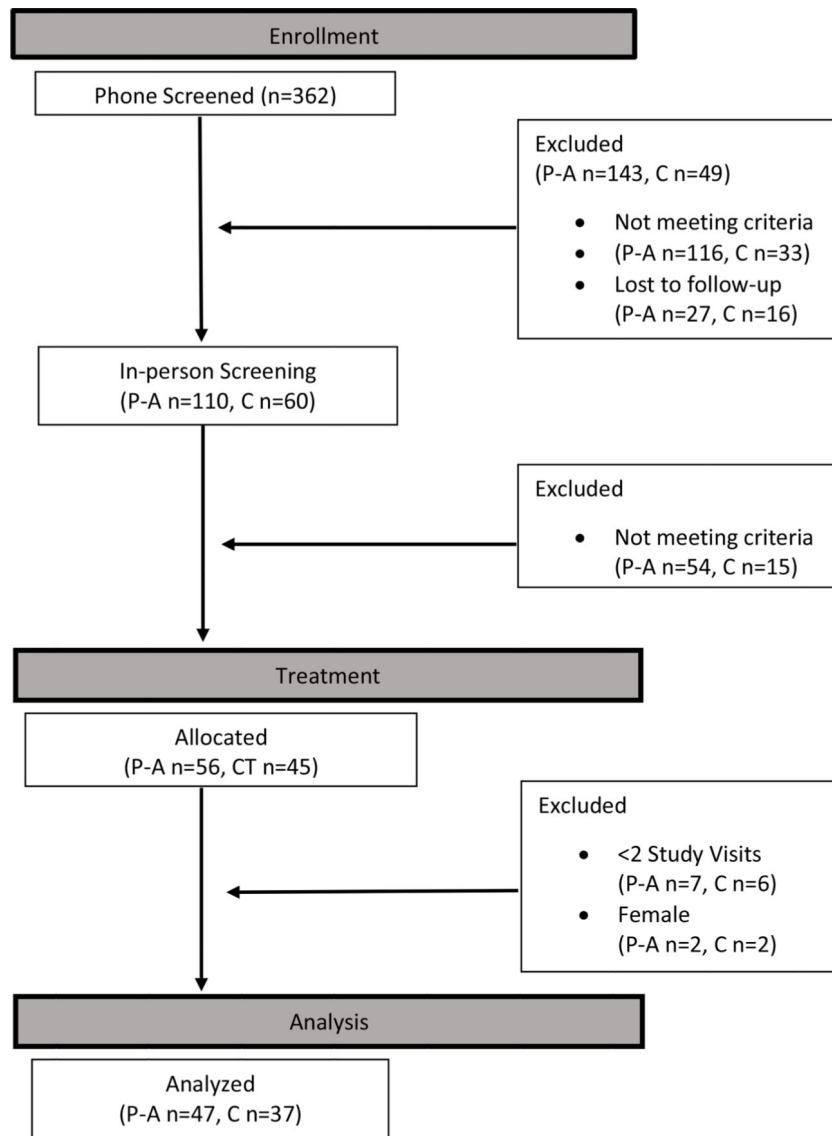 Enrollment
Phone Screened (n=362)
Excluded
(P-A n=143, C n=49)
• Not meeting criteria
• (P-A n=116, C n=33)
• Lost to follow-up
(P-A n=27, C n=16)
In-person Screening
(P-A n=110, C n=60)
Excluded
• Not meeting criteria
(P-A n=54, C n=15)
Treatment
Allocated
(P-A n=56, CT n=45)
Excluded
• <2 Study Visits
(P-A n=7, C n=6)
• Female
(P-A n=2, C n=2)
Analysis
Analyzed
(P-A n=47, C n=37)